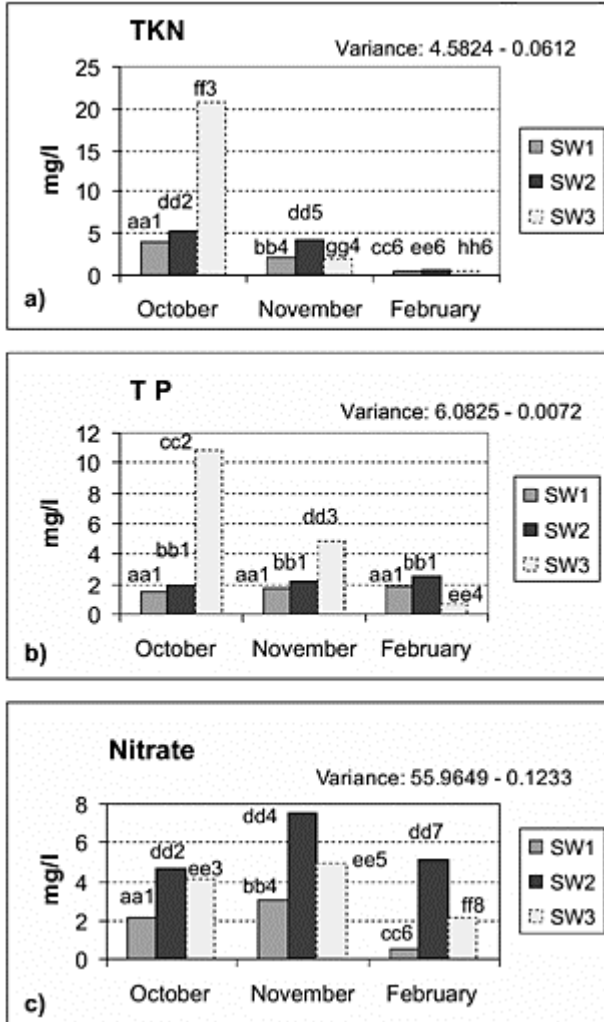 TKN
Variance: 4.5824 - 0.0612
25
20
15
10
5
0
mg/l
aa1 dd2 ff3
bb4 dd5 gg4
cc6 ee6 hh6
October November February
SW1
SW2
SW3
a)
T P
Variance: 6.0825 - 0.0072
12
10
8
6
4
2
0
mg/l
aa1 bb1 cc2
aa1 bb1 dd3
aa1 bb1 ee4
October November February
SW1
SW2
SW3
b)
Nitrate
Variance: 55.9649 - 0.1233
8
6
4
2
0
mg/l
aa1 dd2 ee3
bb4 dd4 ee5
cc6 dd7 ff8
October November February
SW1
SW2
SW3
c)